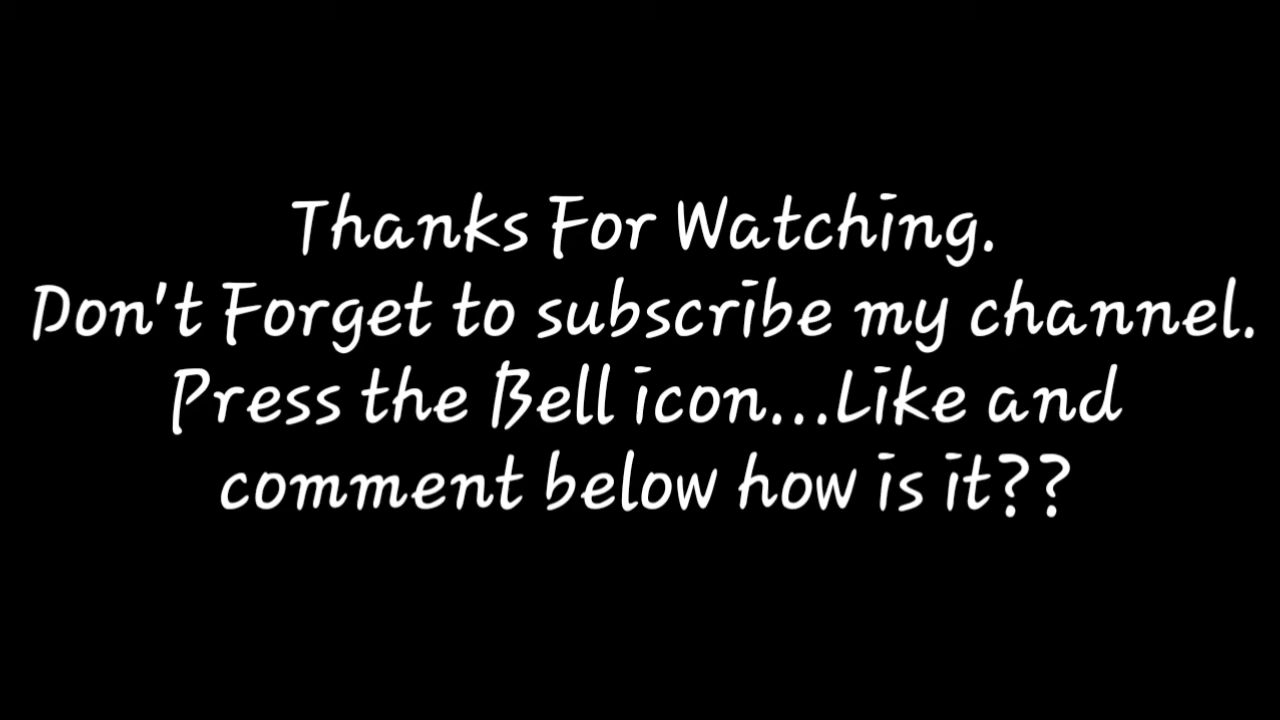 Thanks For Watching.
Don't Forget to subscribe my channel.
Press the Bell icon...Like and
comment below how is it??